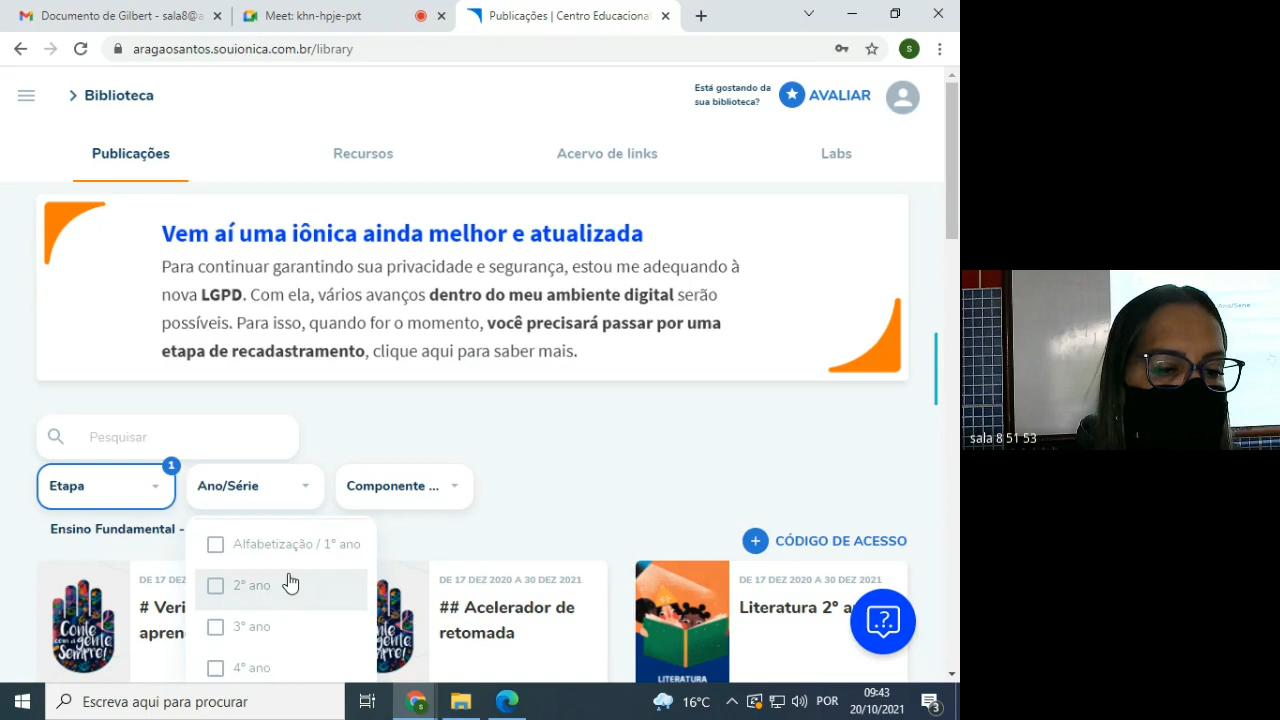 Documento de Gilbert - sala8@a
Meet: khn-hpje-pxt
Publicações | Centro Educaciona
aragaosantos.souionica.com.br/library
S
Biblioteca
Está gostando da
sua biblioteca?
AVALIAR
Publicações
Recursos
Acervo de links
Labs
Vem aí uma iônica ainda melhor e atualizada
Para continuar garantindo sua privacidade e segurança, estou me adequando à
nova LGPD. Com ela, vários avanços dentro do meu ambiente digital serão
possíveis. Para isso, quando for o momento, você precisará passar por uma
etapa de recadastramento, clique aqui para saber mais.
Pesquisar
Etapa
1
Ano/Série
Componente ...
Ensino Fundamental -
CÓDIGO DE ACESSO
Alfabetização / 1º ano
2º ano
3º ano
4º ano
Conte
com a gente
Sempre!
DE 17 DEZ
# Veri
apren
DE 17 DEZ 2020 A 30 DEZ 2021
## Acelerador de
retomada
LITERATURA
DE 17 DEZ 2020 A 30 DEZ 2021
Literatura 2º a
?
Ano/Série
sala 8 51 53
Escreva aqui para procurar
16°C
POR
09:43
20/10/2021
3